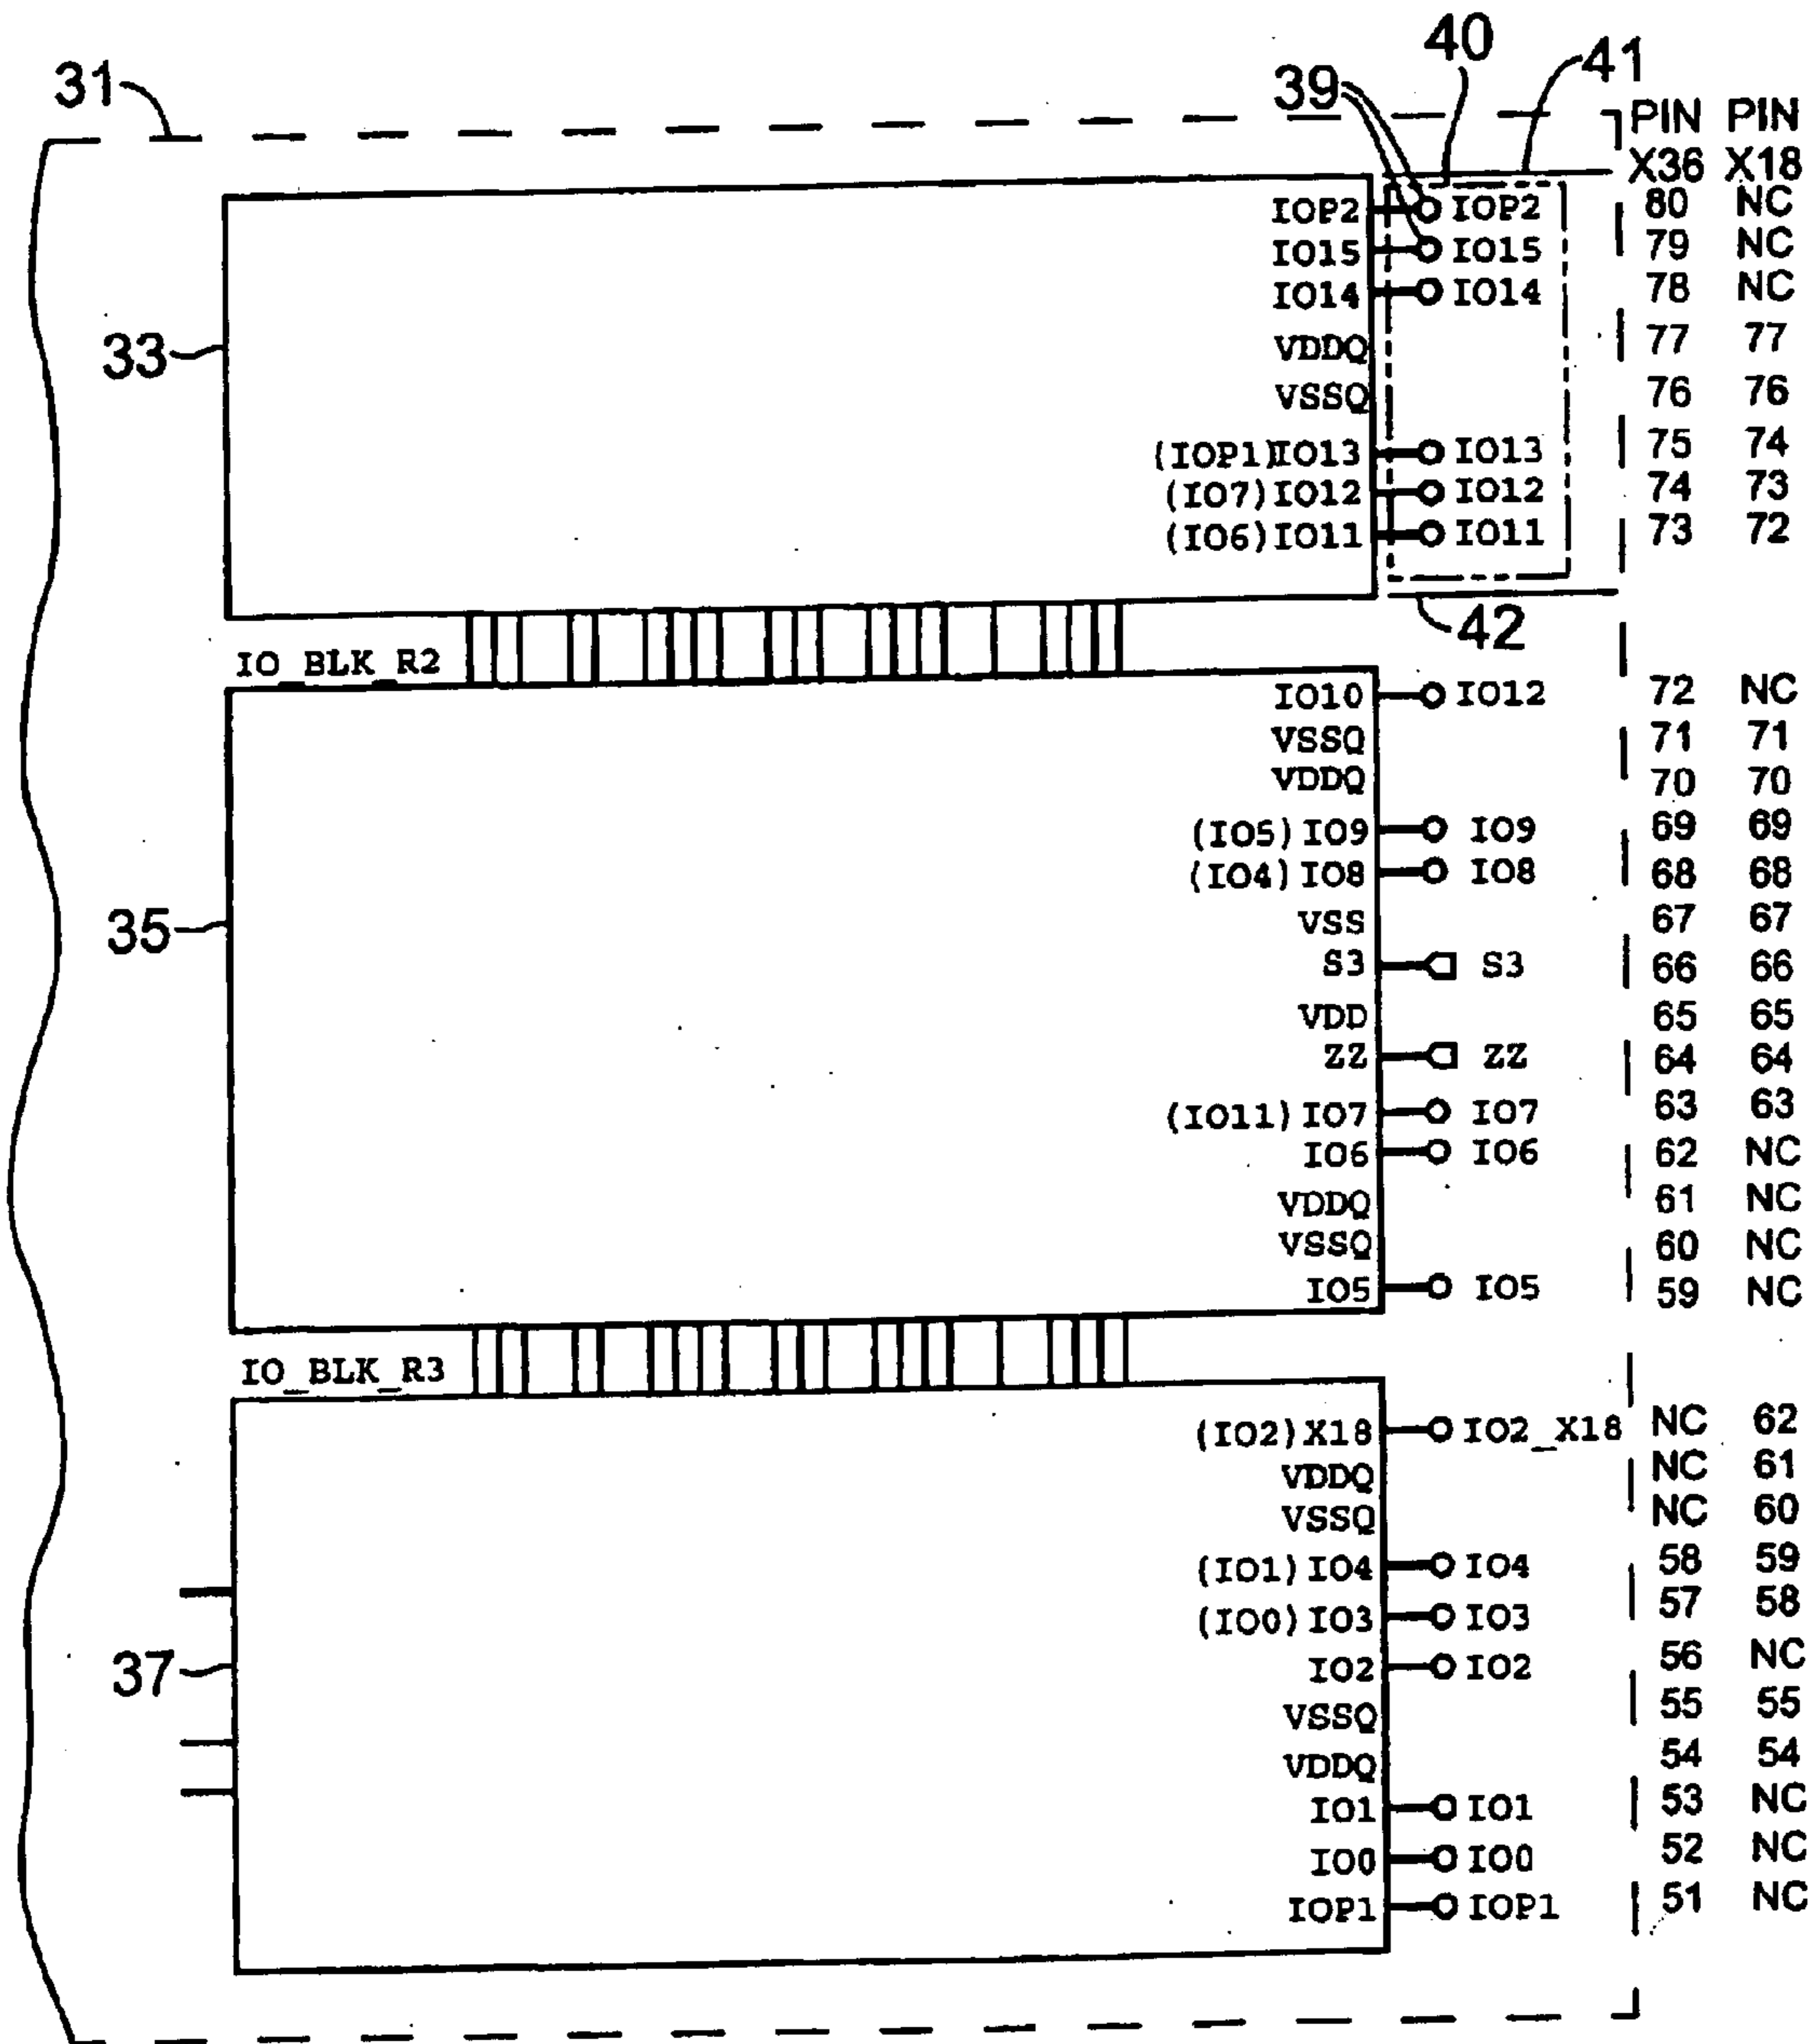 31
39
40
41
PIN PIN
X36 X18
IOP2 IOP2 80 NC
IO15 IO15 79 NC
IO14 IO14 78 NC
33
VDDQ 77 77
VSSQ 76 76
(IOP1)IO13 IO13 75 74
(IO7)IO12 IO12 74 73
(IO6)IO11 IO11 73 72
42
IO_BLK_R2
IO10 IO12 72 NC
VSSQ 71 71
VDDQ 70 70
(IO5)IO9 IO9 69 69
(IO4)IO8 IO8 68 68
35
VSS 67 67
S3 S3 66 66
VDD 65 65
ZZ ZZ 64 64
(IO11)IO7 IO7 63 63
IO6 IO6 62 NC
VDDQ 61 NC
VSSQ 60 NC
IO5 IO5 59 NC
IO_BLK_R3
(IO2)X18 IO2_X18 NC 62
VDDQ NC 61
VSSQ NC 60
(IO1)IO4 IO4 58 59
(IO0)IO3 IO3 57 58
37
IO2 IO2 56 NC
VSSQ 55 55
VDDQ 54 54
IO1 IO1 53 NC
IO0 IO0 52 NC
IOP1 IOP1 51 NC